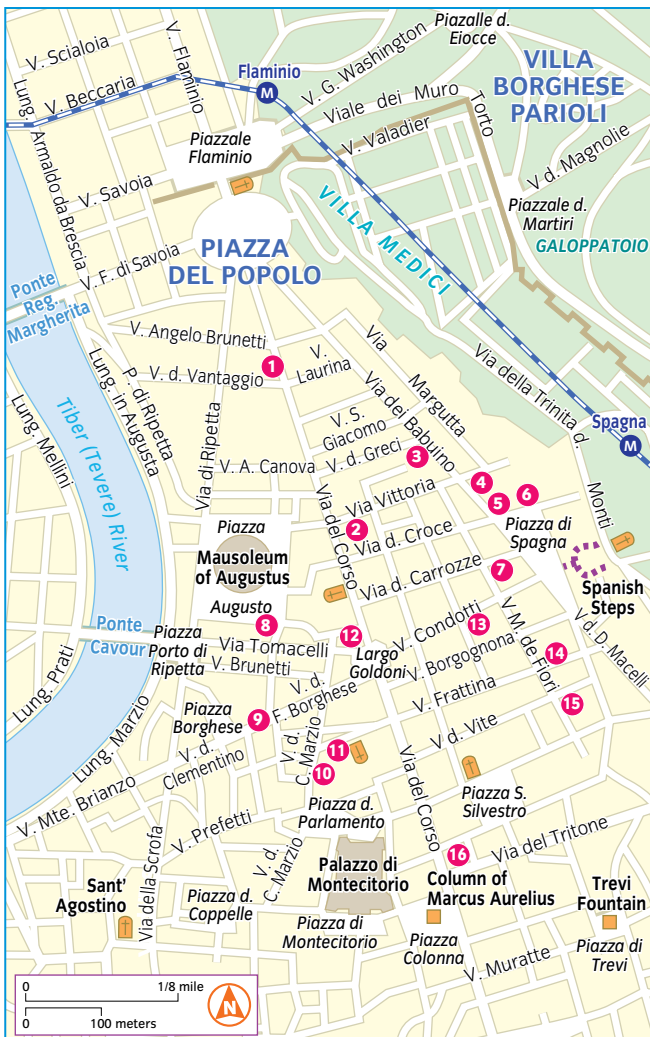 Piazalle d.
Eiocce
V. Scialoia
V. Flaminio
V. G. Washington
VILLA
BORGHESE
PARIOLI
Flaminio
M
V. Beccaria
Viale dei Muro Torto
V. Valadier
Lung. Armaldo da Brescia
Piazzale
Flaminio
V d. Magnolie
V. Savoia
VILLA MEDICI
Piazzale d.
Martiri
GALOPPATOIO
PIAZZA
DEL POPOLO
V. F. di Savoia
Ponte
Reg.
Margherita
V. Angelo Brunetti
1
V. Laurina
Via Margutta
Via della Trinita d. Monti
V. d. Vantaggio
Via del Babuino
Spagna
M
Lung. in Augusta
P. di Ripetta
Via di Ripetta
V. S.
Giacomo
V. d. Greci
3
Lung. Mellini
Tiber (Tevere) River
V. A. Canova
4
5
6
Via Vittoria
Via del Corso
2
Via d. Croce
Piazza di
Spagna
Piazza
Mausoleum
of Augustus
Augusto
Via d. Carrozze
7
Spanish
Steps
8
12
V. Condotti
13
V. M. de Fiori
V. d. D. Macelli
Ponte
Cavour
Piazza
Porto di
Ripetta
Via Tomacelli
V. Brunetti
Largo
Goldoni
V. Borgognona
14
Lung. Prati
V. d.
F. Borghese
V. Frattina
15
Piazza
Borghese
9
V. d.
C. Marzio
V. d. Vite
Lung. Marzio
V. d.
Clementino
11
10
Via del Corso
V. Mte. Brianzo
Piazza d.
Parlamento
Piazza S.
Silvestro
V. Prefetti
Via del Tritone
16
Via della Scrofa
V. d.
C. Marzio
Palazzo di
Montecitorio
Column of
Marcus Aurelius
Trevi
Fountain
Sant'
Agostino
Piazza d.
Coppelle
Piazza di
Montecitorio
Piazza
Colonna
Piazza di
Trevi
V. Muratte
0 1/8 mile
0 100 meters
N